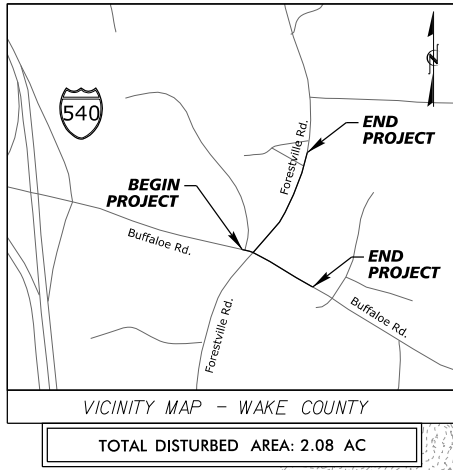 540
END
PROJECT
Forestville Rd.
BEGIN
PROJECT
Buffaloe Rd.
END
PROJECT
Forestville Rd.
Buffaloe Rd.
VICINITY MAP - WAKE COUNTY
TOTAL DISTURBED AREA: 2.08 AC